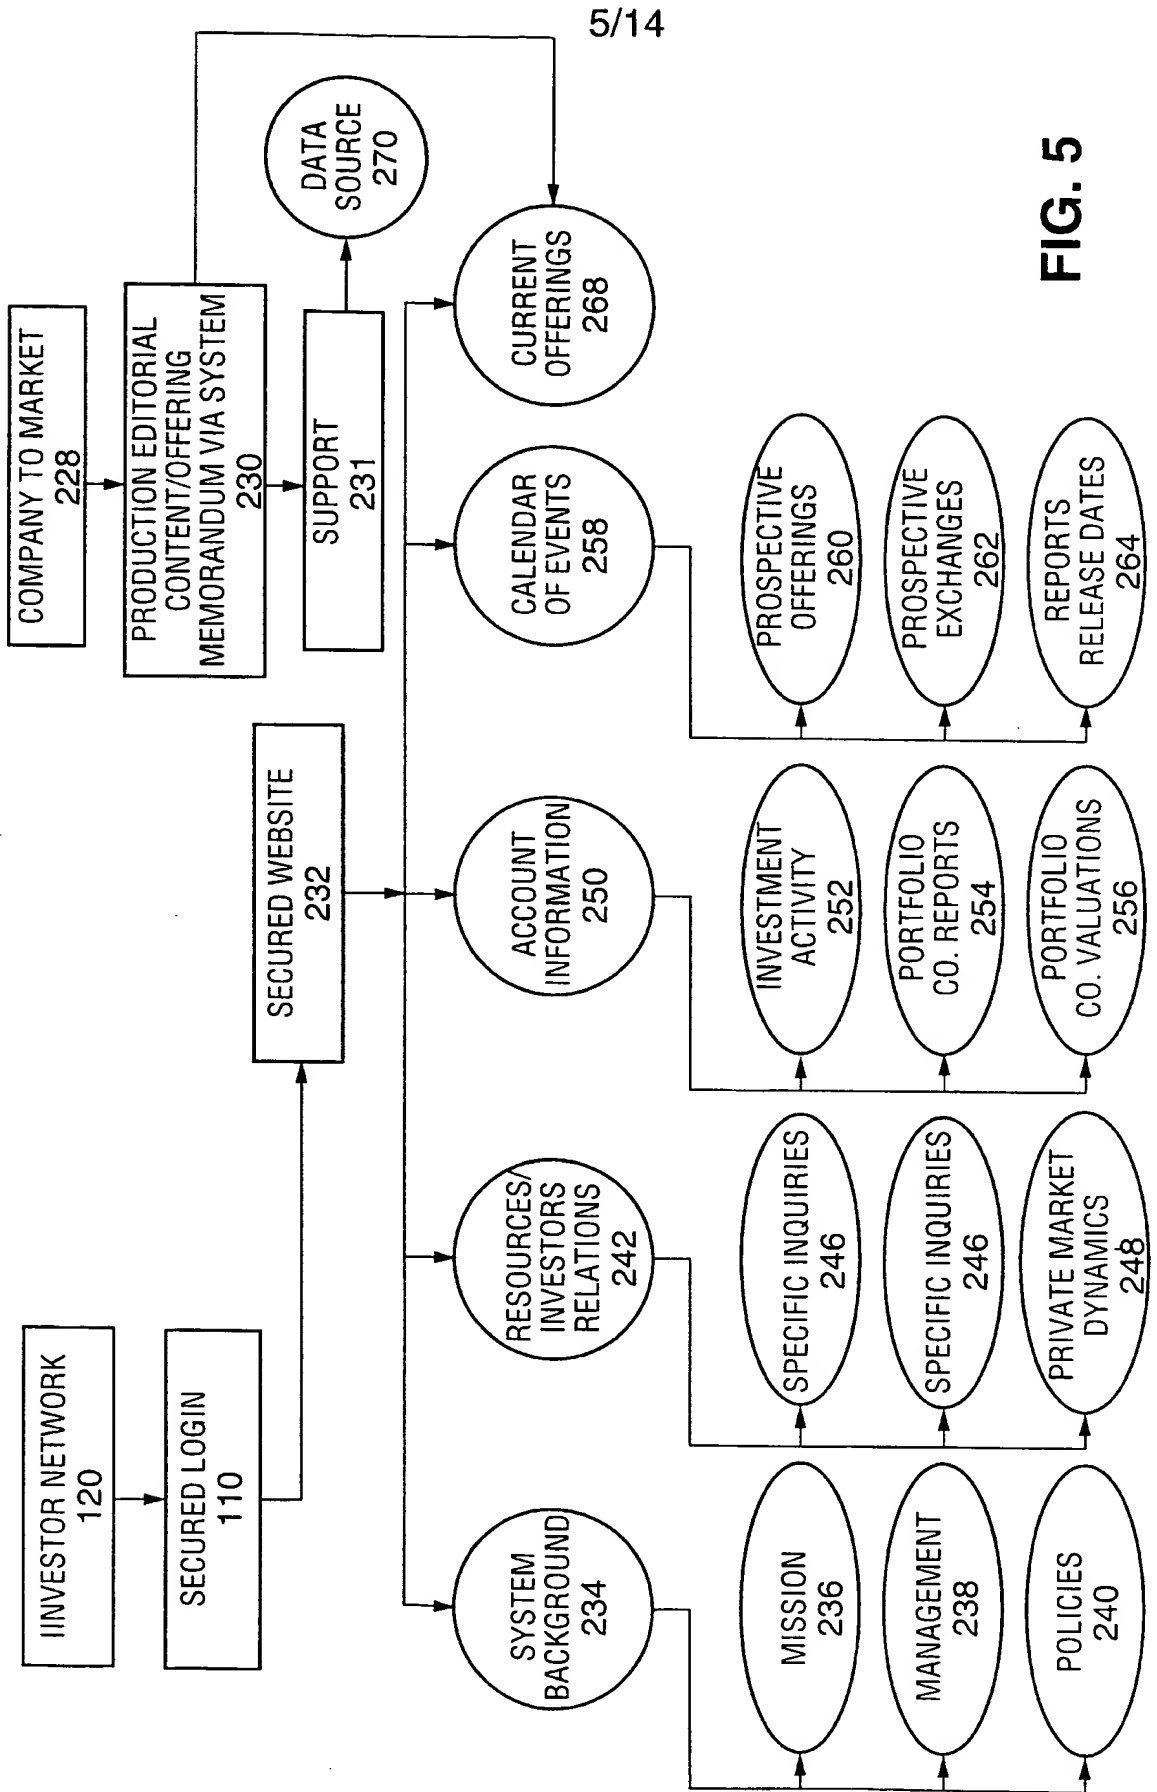 5/14
IINVESTOR NETWORK
120
SECURED LOGIN
110
SECURED WEBSITE
232
COMPANY TO MARKET
228
PRODUCTION EDITORIAL
CONTENT/OFFERING
MEMORANDUM VIA SYSTEM
230
SUPPORT
231
DATA
SOURCE
270
SYSTEM
BACKGROUND
234
RESOURCES/
INVESTORS
RELATIONS
242
ACCOUNT
INFORMATION
250
CALENDAR
OF EVENTS
258
CURRENT
OFFERINGS
268
MISSION
236
MANAGEMENT
238
POLICIES
240
SPECIFIC INQUIRIES
246
SPECIFIC INQUIRIES
246
PRIVATE MARKET
DYNAMICS
248
INVESTMENT
ACTIVITY
252
PORTFOLIO
CO. REPORTS
254
PORTFOLIO
CO. VALUATIONS
256
PROSPECTIVE
OFFERINGS
260
PROSPECTIVE
EXCHANGES
262
REPORTS
RELEASE DATES
264
FIG. 5